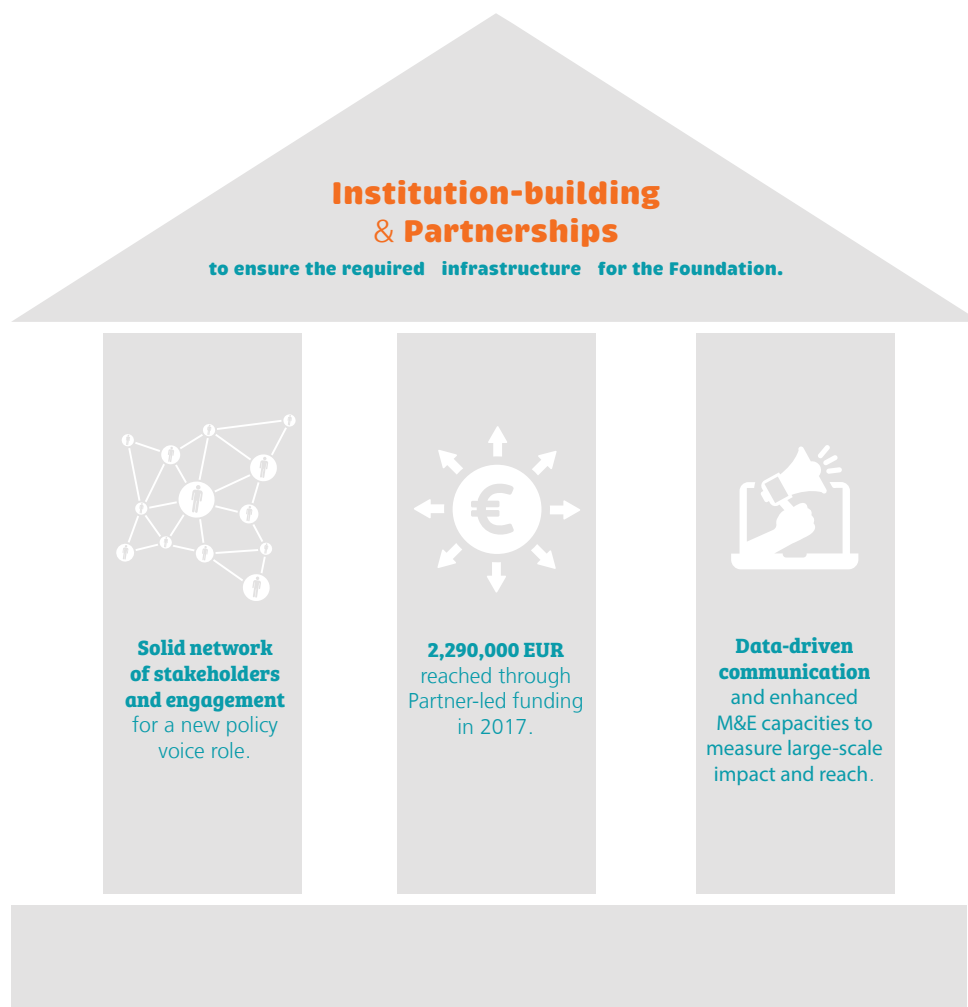 Institution-building
& Partnerships
to ensure the required infrastructure for the Foundation.
Solid network
of stakeholders
and engagement
for a new policy
voice role.
€
2,290,000 EUR
reached through
Partner-led funding
in 2017.
Data-driven
communication
and enhanced
M&E capacities to
measure large-scale
impact and reach.